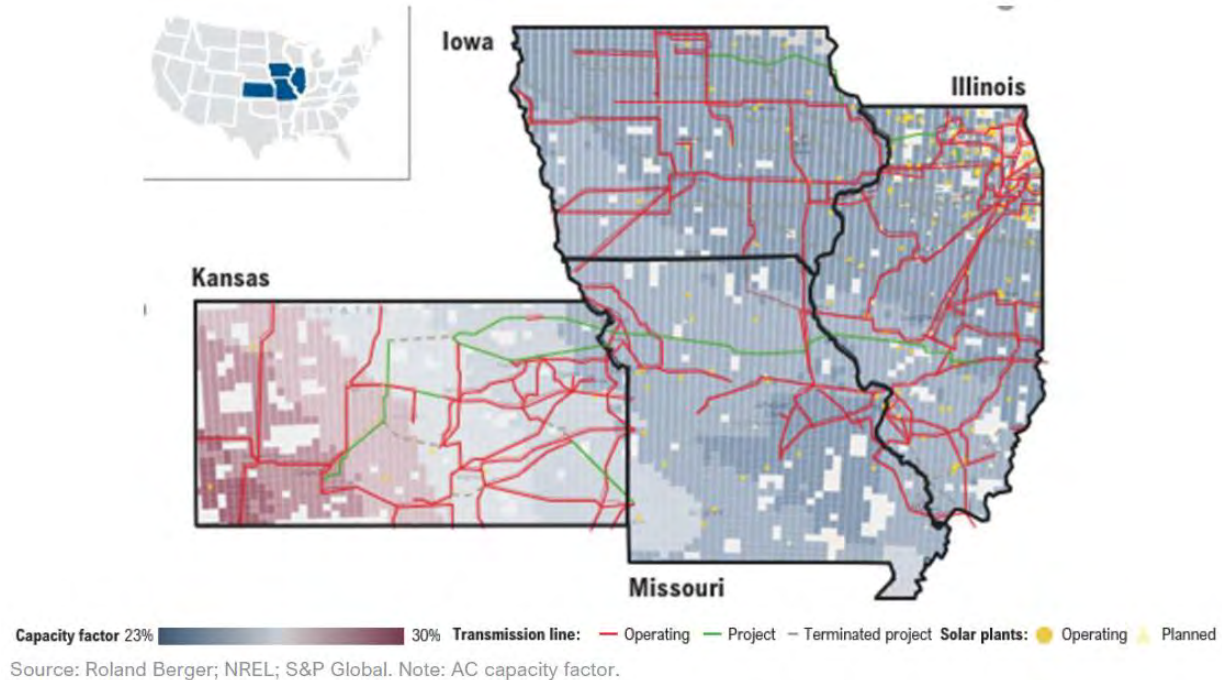 Iowa
Illinois
Kansas
Missouri
Capacity factor 23% 30% Transmission line: Operating Project Terminated project Solar plants: Operating Planned
Source: Roland Berger; NREL; S&P Global. Note: AC capacity factor.